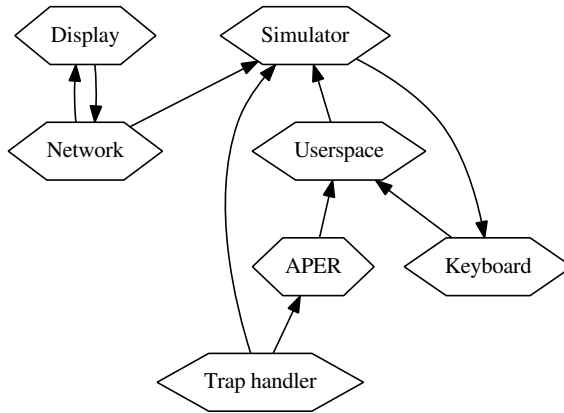 Display
Simulator
Network
Userspace
APER
Keyboard
Trap handler